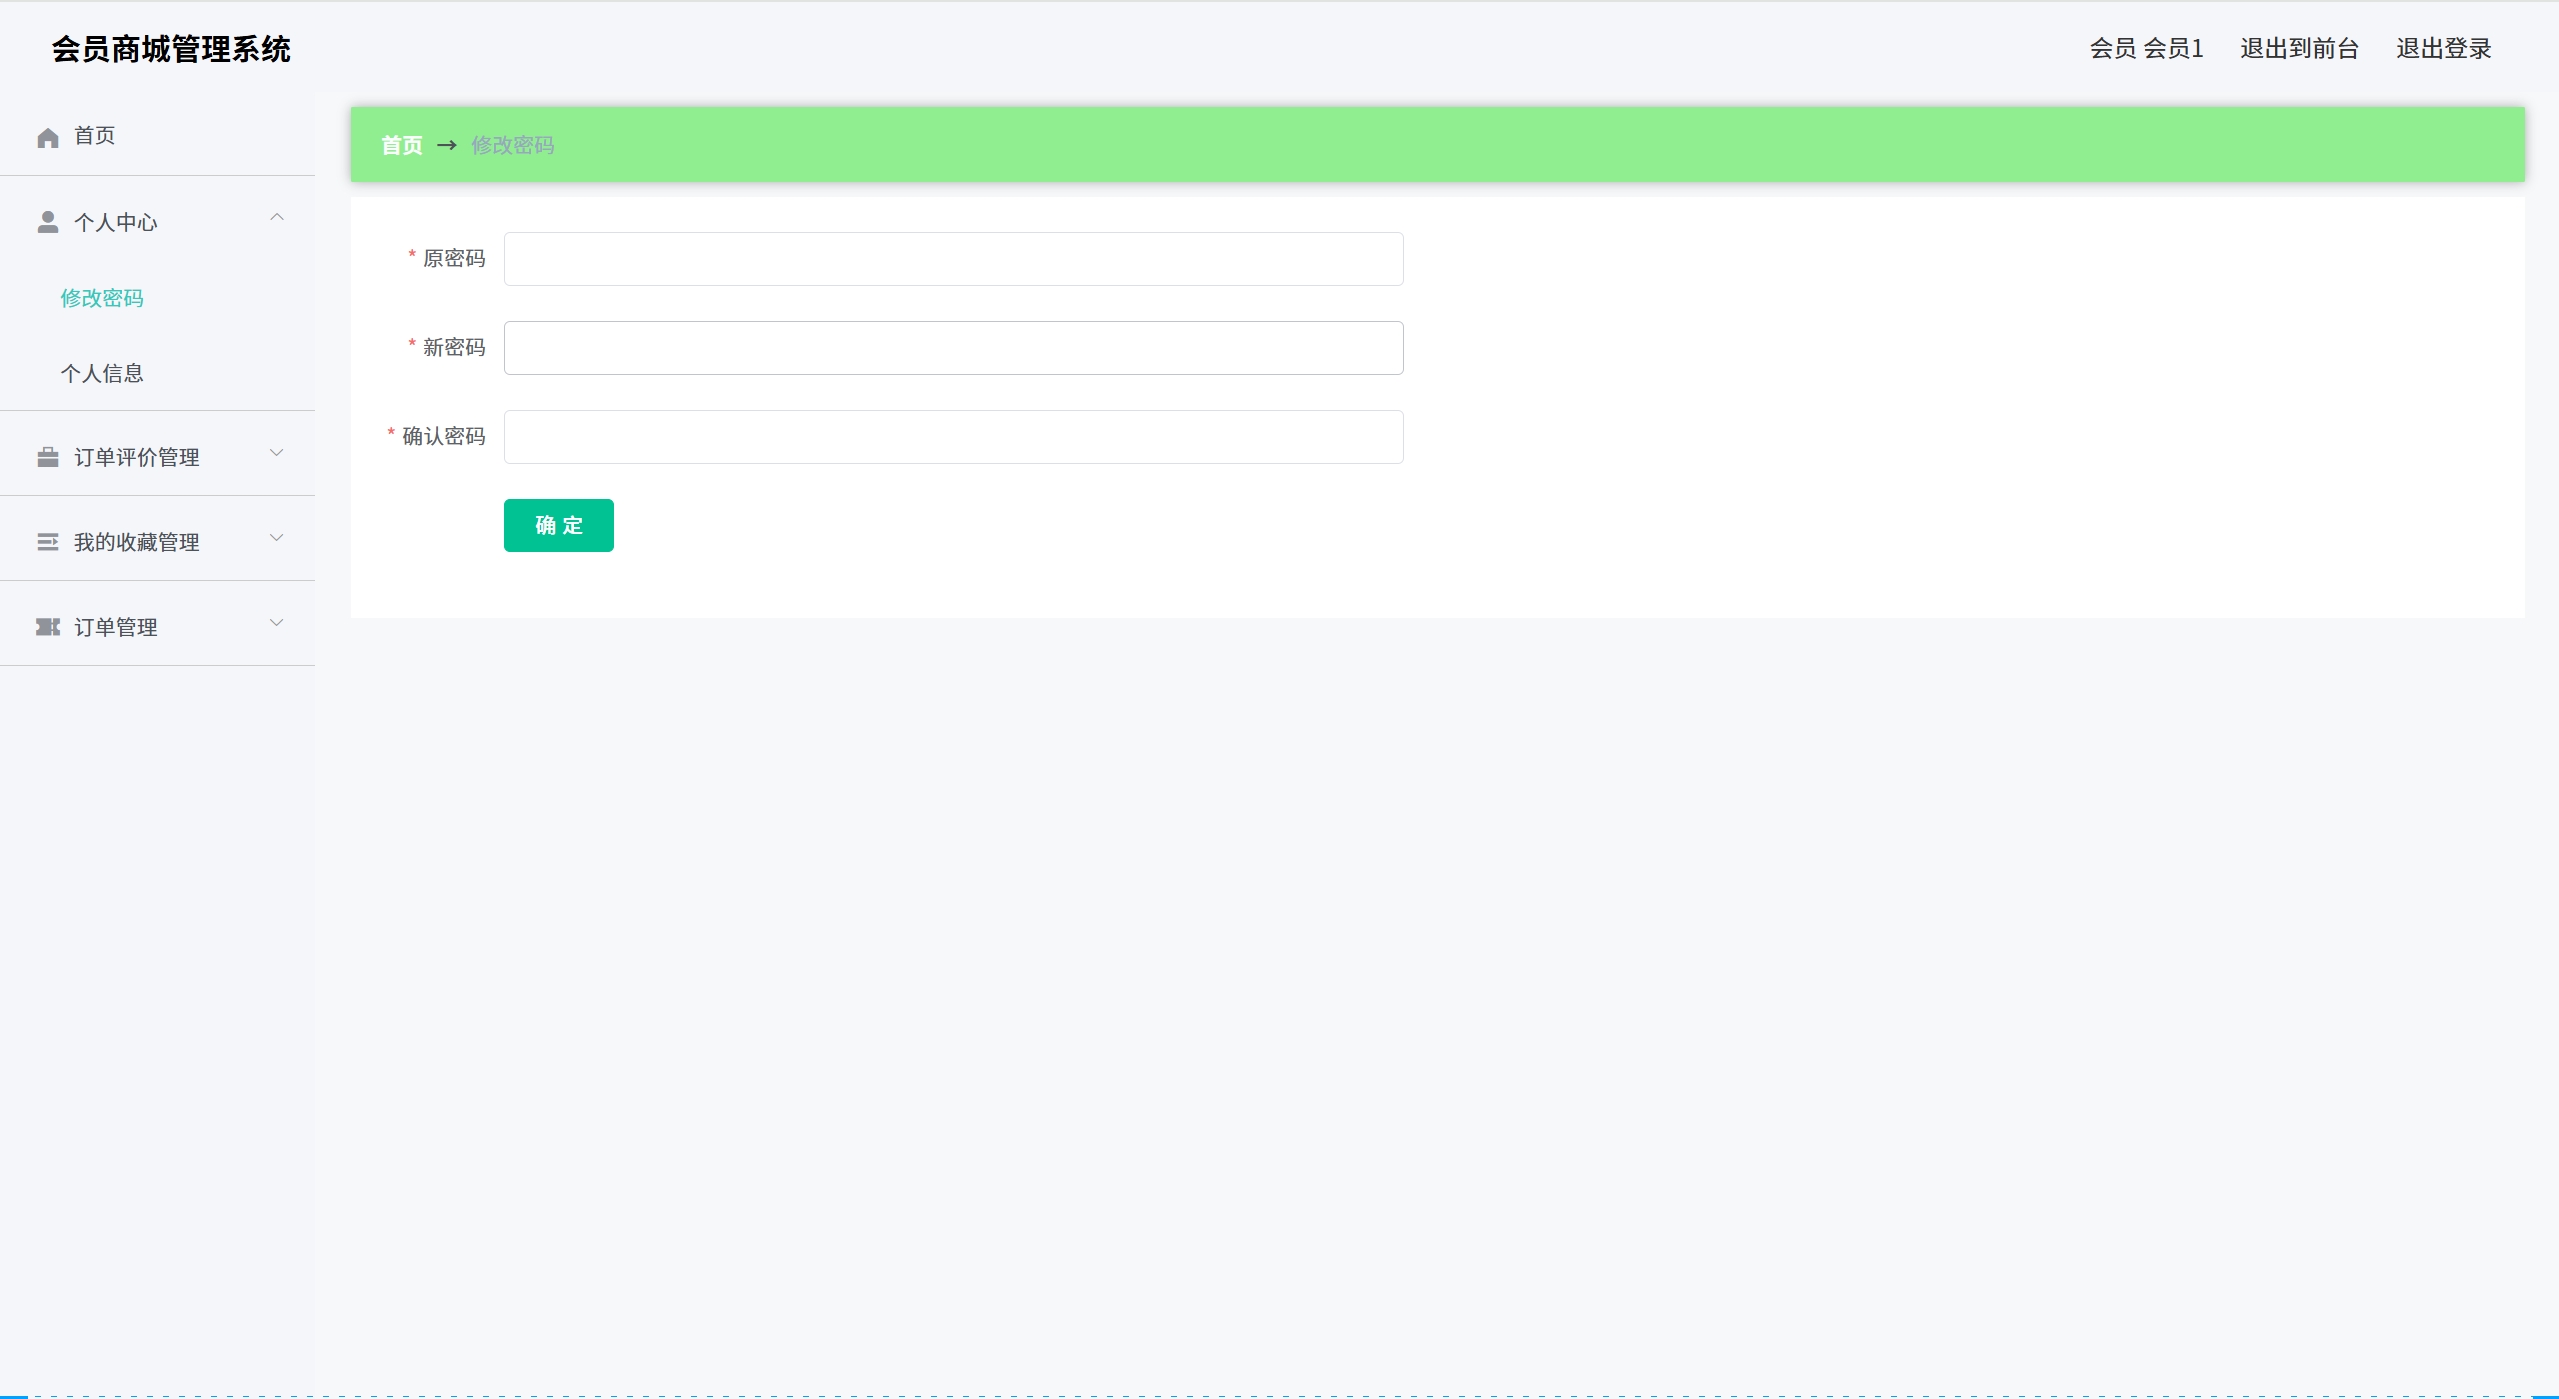 会员商城管理系统
会员 会员1 退出到前台 退出登录
首页
个人中心
修改密码
个人信息
订单评价管理
我的收藏管理
订单管理
首页 → 修改密码
* 原密码
* 新密码
* 确认密码
确 定